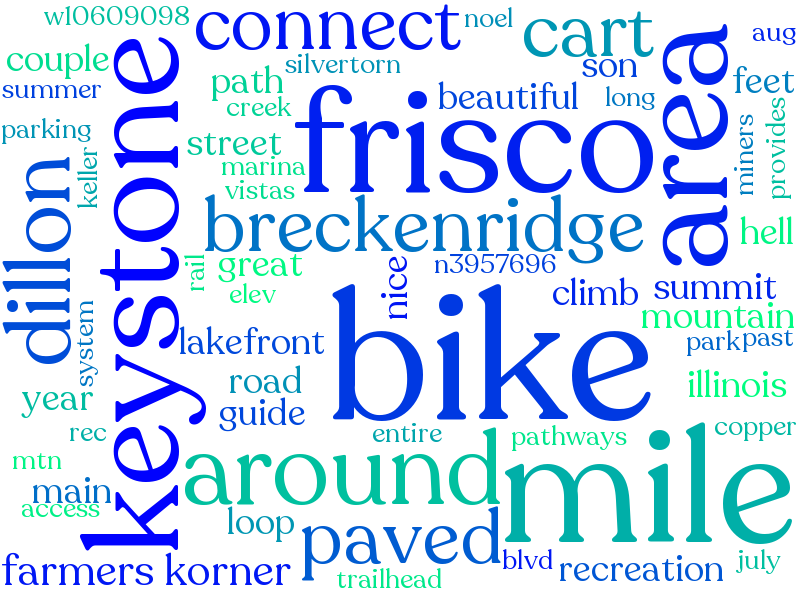 w10609098
connect
noel
cart
aug
couple
silvertorn
son
area
summer
keystone
path
beautiful
long
feet
creek
frisco
parking
street
miners
provides
keller
marina
vistas
dillon
breckenridge
hell
rail
great
nice
n3957696
elev
climb
summit
bike
mountain
system
lakefront
park
past
road
illinois
year
guide
rec
entire
pathways
copper
mtn
around
mile
main
access
loop
paved
farmers korner
blvd
recreation
july
trailhead